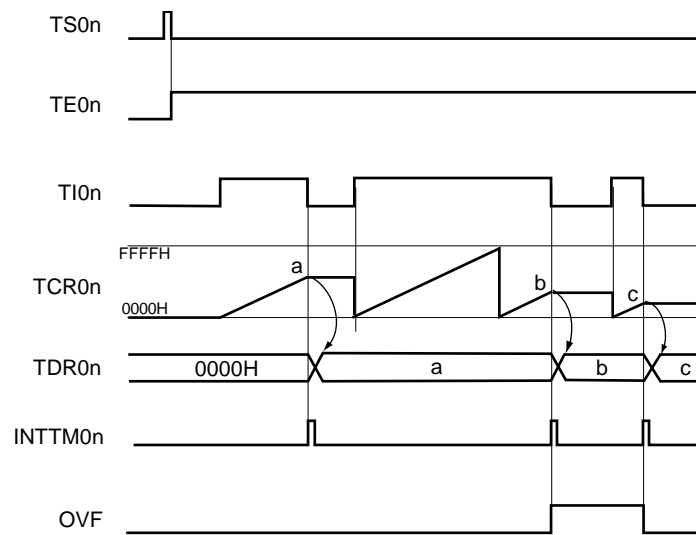 TS0n
TE0n
TI0n
FFFFH
a
b
c
TCR0n
0000H
TDR0n
0000H
a
b
c
INTTM0n
OVF